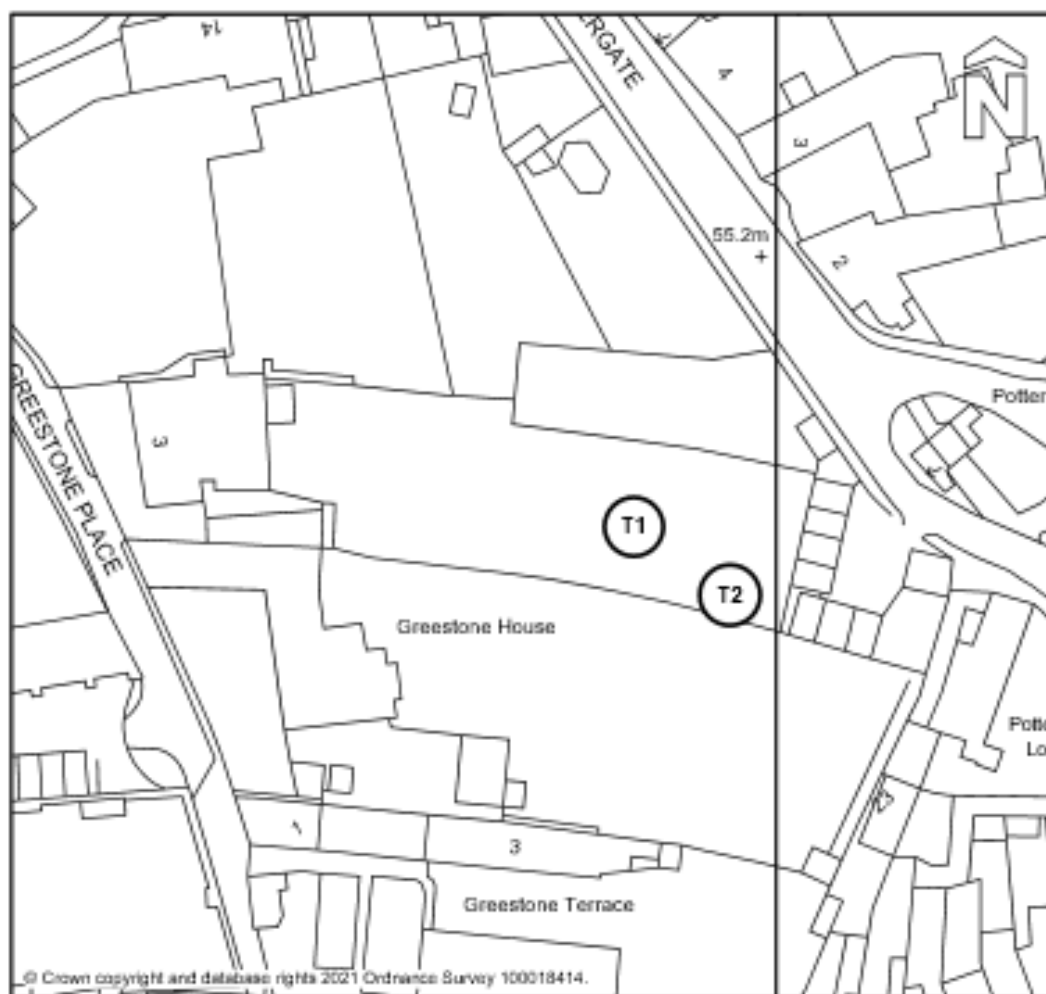 14
ERGATE
4
3
N
55.2m
2
Potter
GREESTONE PLACE
3
T1
T2
Greestone House
Potte
Lo
1
3
Greestone Terrace
© Crown copyright and database rights 2021 Ordnance Survey 100018414.